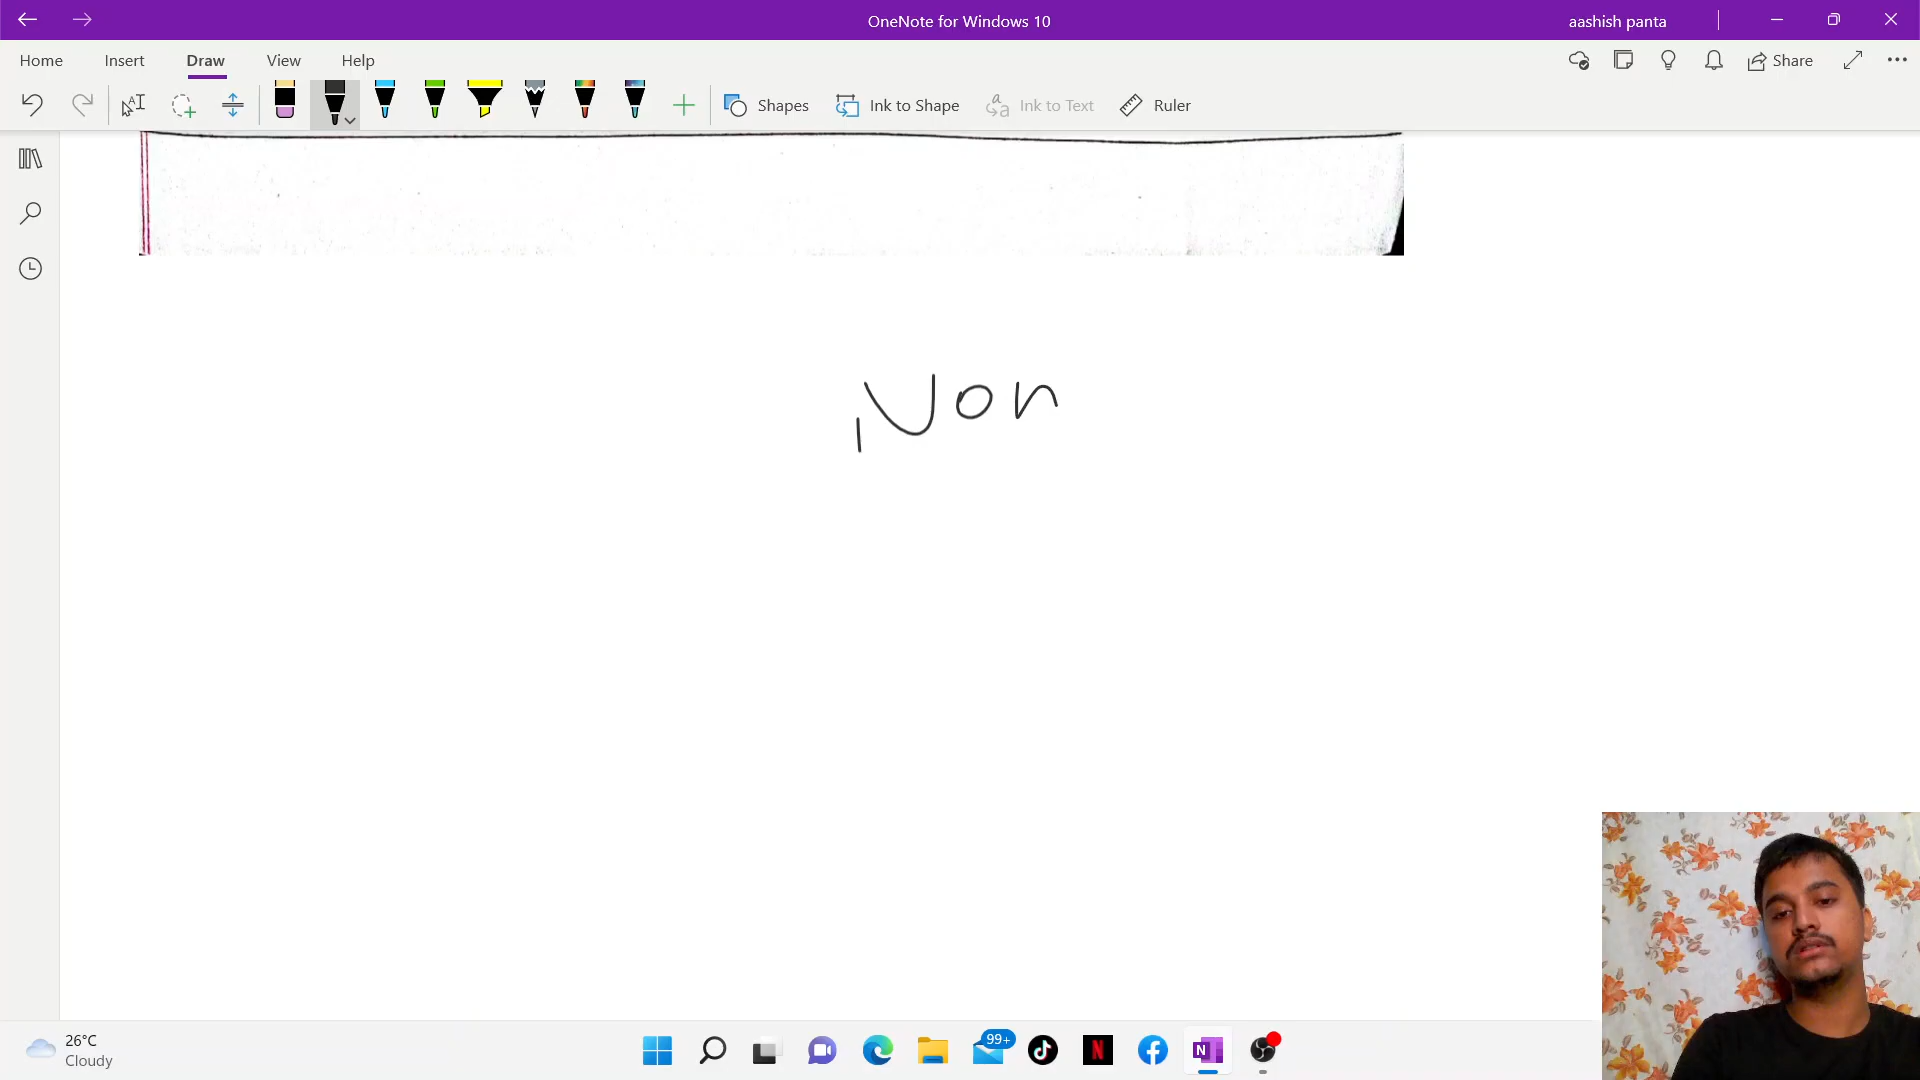 OneNote for Windows 10
aashish panta
Home Insert Draw View Help
Share
Shapes Ink to Shape Ink to Text Ruler
Non
26°C
Cloudy
99+